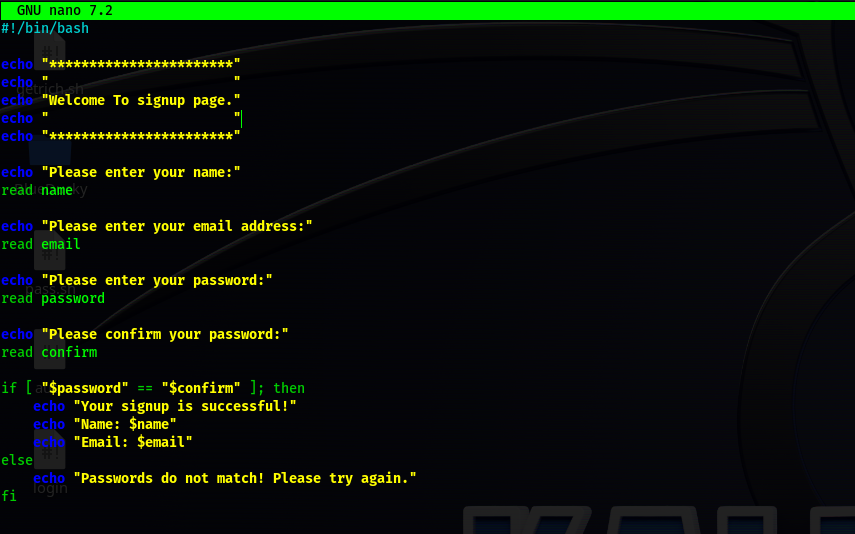 GNU nano 7.2
#!/bin/bash
echo "***********************"
echo "                       "
echo "Welcome To signup page."
echo "                       "
echo "***********************"
echo "Please enter your name:"
read name
echo "Please enter your email address:"
read email
echo "Please enter your password:"
read password
echo "Please confirm your password:"
read confirm
if [ "$password" == "$confirm" ]; then
    echo "Your signup is successful!"
    echo "Name: $name"
    echo "Email: $email"
else
    echo "Passwords do not match! Please try again."
fi
login